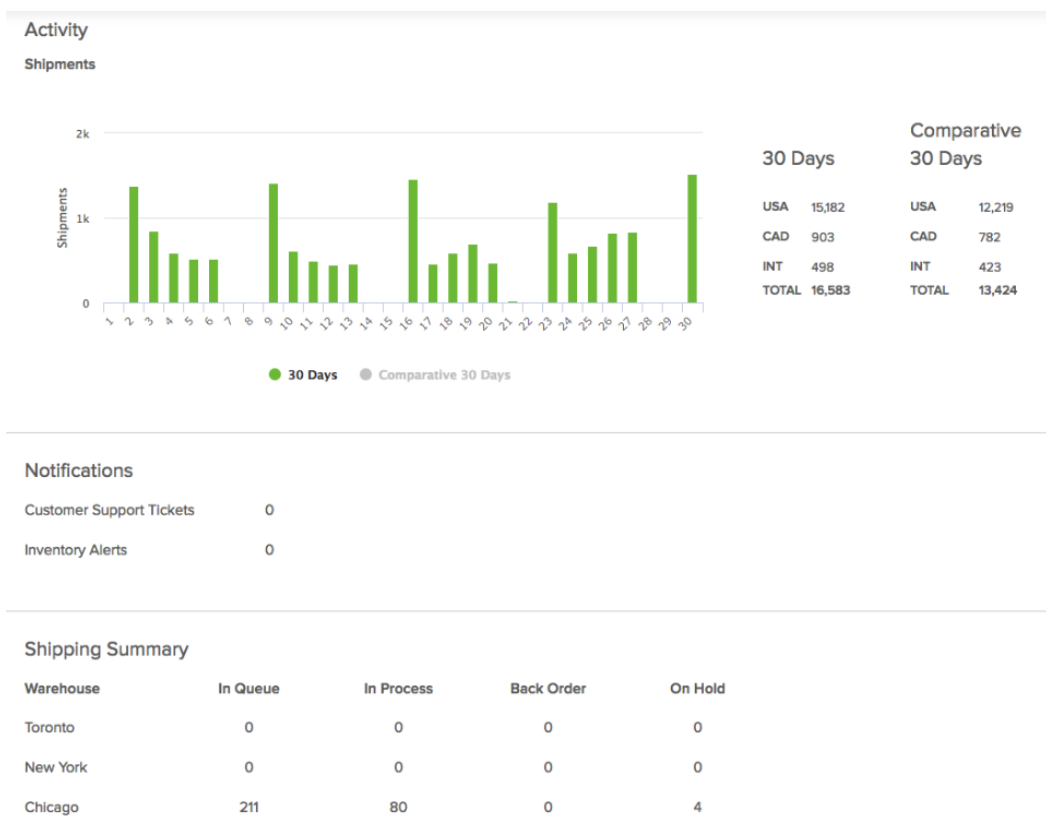 Activity
Shipments
2k
1k
0
Shipments
1 2 3 4 5 6 7 8 9 10 11 12 13 14 15 16 17 18 19 20 21 22 23 24 25 26 27 28 29 30
30 Days Comparative 30 Days
30 Days
USA 15,182
CAD 903
INT 498
TOTAL 16,583
Comparative
30 Days
USA 12,219
CAD 782
INT 423
TOTAL 13,424
Notifications
Customer Support Tickets 0
Inventory Alerts 0
Shipping Summary
Warehouse In Queue In Process Back Order On Hold
Toronto 0 0 0 0
New York 0 0 0 0
Chicago 211 80 0 4